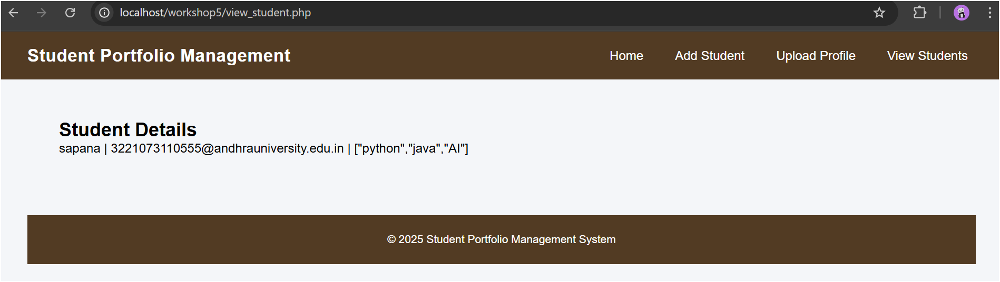 localhost/workshop5/view_student.php
Student Portfolio Management
Home Add Student Upload Profile View Students
Student Details
sapana | 3221073110555@andhrauniversity.edu.in | ["python","java","AI"]
© 2025 Student Portfolio Management System